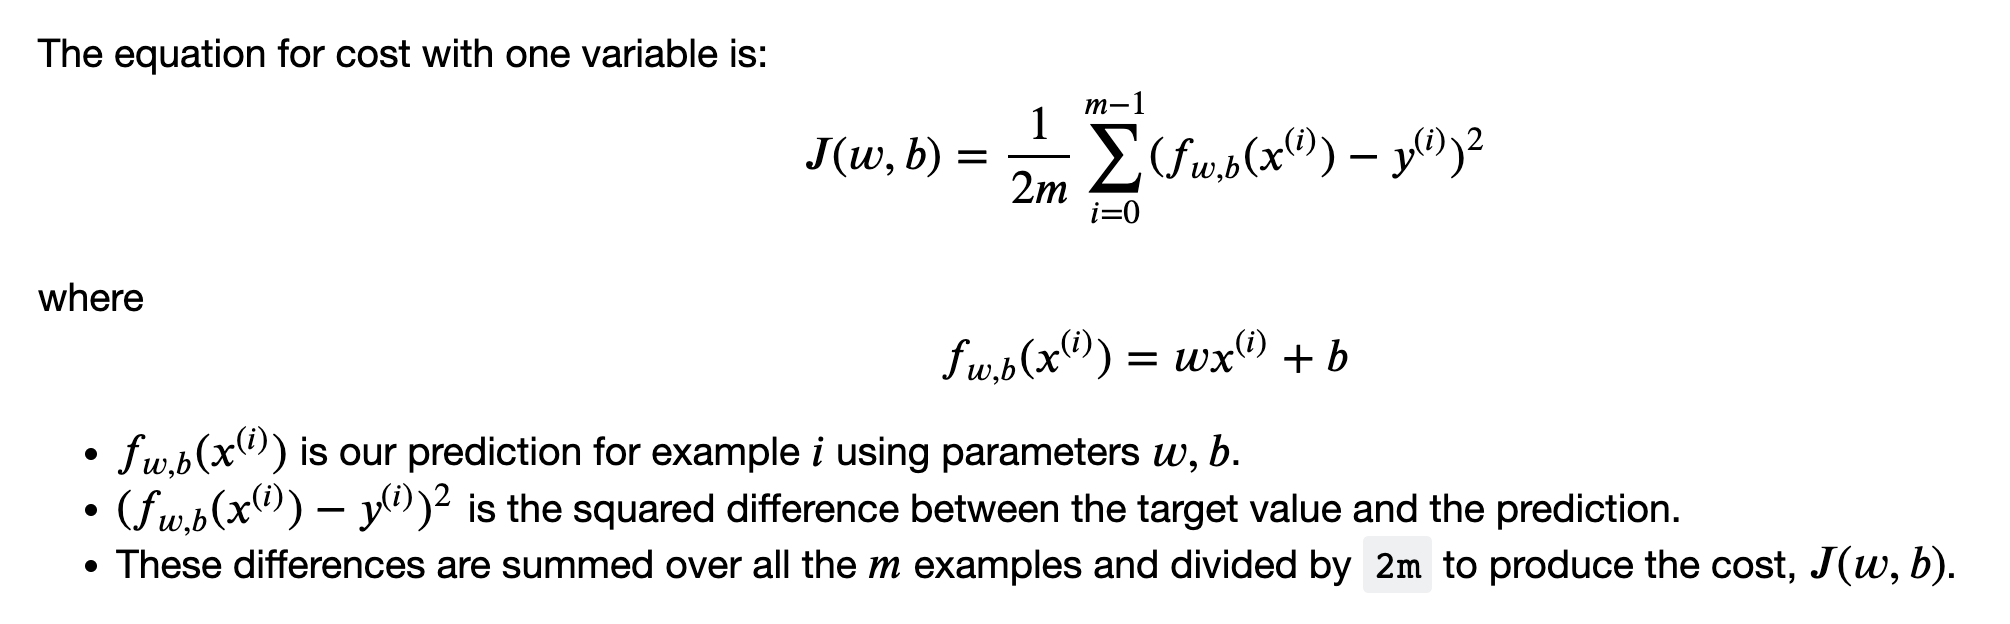 The equation for cost with one variable is:
$$J(w, b) = \frac{1}{2m} \sum_{i=0}^{m-1} (f_{w,b}(x^{(i)}) - y^{(i)})^2$$
where
$$f_{w,b}(x^{(i)}) = wx^{(i)} + b$$
• $f_{w,b}(x^{(i)})$ is our prediction for example $i$ using parameters $w, b$.
• $(f_{w,b}(x^{(i)}) - y^{(i)})^2$ is the squared difference between the target value and the prediction.
• These differences are summed over all the $m$ examples and divided by 2m to produce the cost, $J(w, b)$.